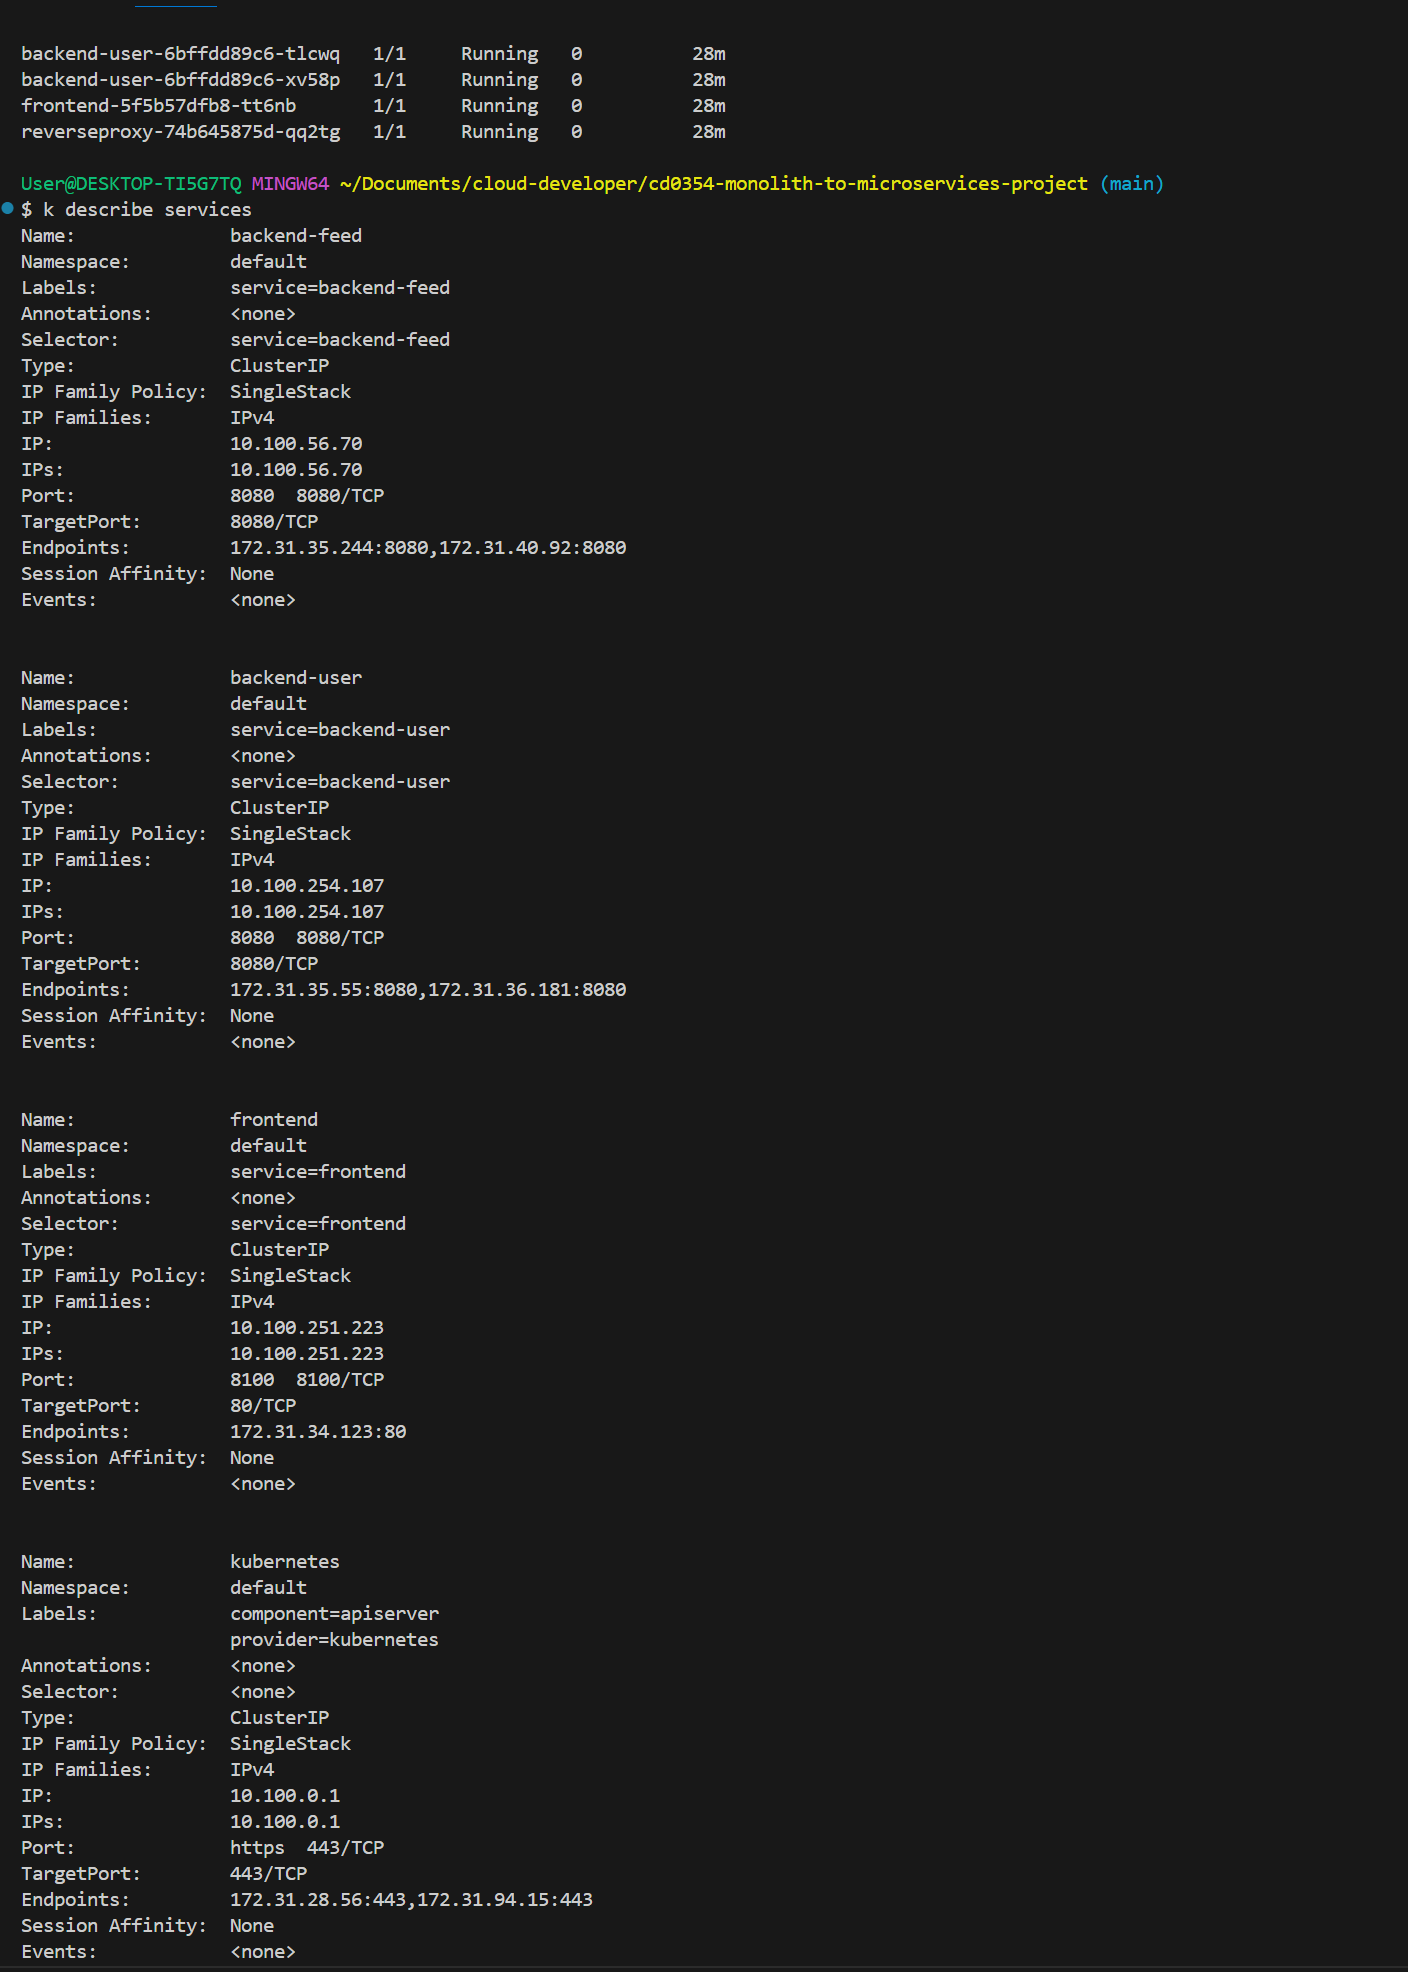 backend-user-6bffdd89c6-tlcwq   1/1     Running   0          28m
backend-user-6bffdd89c6-xv58p   1/1     Running   0          28m
frontend-5f5b57dfb8-tt6nb       1/1     Running   0          28m
reverseproxy-74b645875d-qq2tg   1/1     Running   0          28m
User@DESKTOP-TI5G7TQ MINGW64 ~/Documents/cloud-developer/cd0354-monolith-to-microservices-project (main)
$ k describe services
Name:              backend-feed
Namespace:         default
Labels:            service=backend-feed
Annotations:       <none>
Selector:          service=backend-feed
Type:              ClusterIP
IP Family Policy:  SingleStack
IP Families:       IPv4
IP:                10.100.56.70
IPs:               10.100.56.70
Port:              8080  8080/TCP
TargetPort:        8080/TCP
Endpoints:         172.31.35.244:8080,172.31.40.92:8080
Session Affinity:  None
Events:            <none>
Name:              backend-user
Namespace:         default
Labels:            service=backend-user
Annotations:       <none>
Selector:          service=backend-user
Type:              ClusterIP
IP Family Policy:  SingleStack
IP Families:       IPv4
IP:                10.100.254.107
IPs:               10.100.254.107
Port:              8080  8080/TCP
TargetPort:        8080/TCP
Endpoints:         172.31.35.55:8080,172.31.36.181:8080
Session Affinity:  None
Events:            <none>
Name:              frontend
Namespace:         default
Labels:            service=frontend
Annotations:       <none>
Selector:          service=frontend
Type:              ClusterIP
IP Family Policy:  SingleStack
IP Families:       IPv4
IP:                10.100.251.223
IPs:               10.100.251.223
Port:              8100  8100/TCP
TargetPort:        80/TCP
Endpoints:         172.31.34.123:80
Session Affinity:  None
Events:            <none>
Name:              kubernetes
Namespace:         default
Labels:            component=apiserver
                   provider=kubernetes
Annotations:       <none>
Selector:          <none>
Type:              ClusterIP
IP Family Policy:  SingleStack
IP Families:       IPv4
IP:                10.100.0.1
IPs:               10.100.0.1
Port:              https  443/TCP
TargetPort:        443/TCP
Endpoints:         172.31.28.56:443,172.31.94.15:443
Session Affinity:  None
Events:            <none>